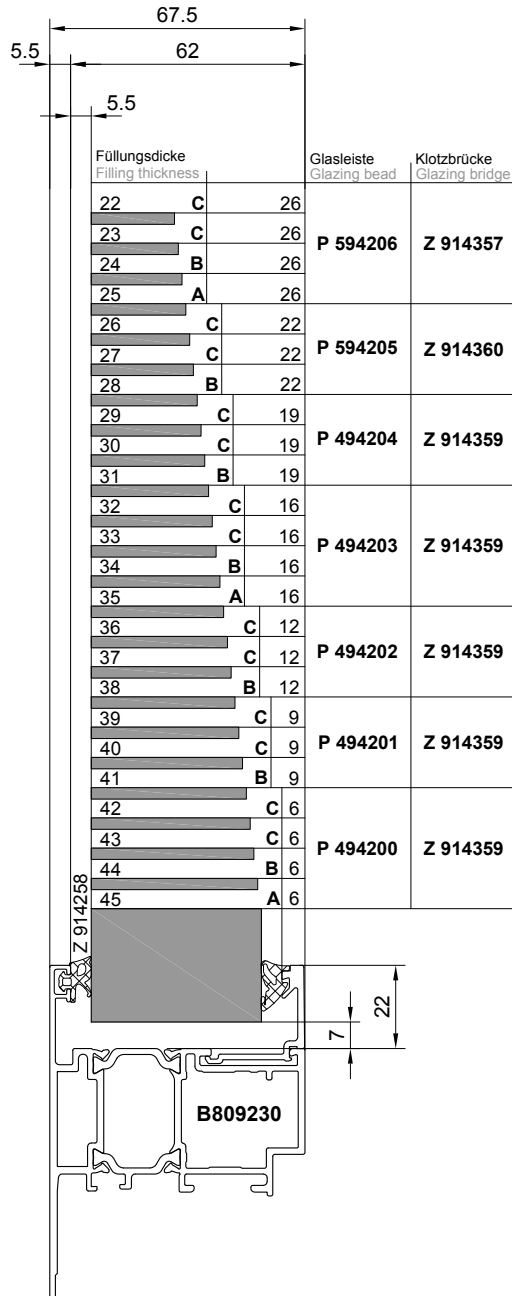 67.5
5.5 62
5.5
Füllungsdicke Glasleiste Klotzbrücke
Filling thickness Glazing bead Glazing bridge
22 C 26
23 C 26
P 594206 Z 914357
24 B 26
25 A 26
26 C 22
27 C 22
P 594205 Z 914360
28 B 22
29 C 19
30 C 19
P 494204 Z 914359
31 B 19
32 C 16
33 C 16
P 494203 Z 914359
34 B 16
35 A 16
36 C 12
37 C 12
P 494202 Z 914359
38 B 12
39 C 9
40 C 9
P 494201 Z 914359
41 B 9
42 C 6
43 C 6
P 494200 Z 914359
44 B 6
45 A 6
Z 914258
22
7
B809230